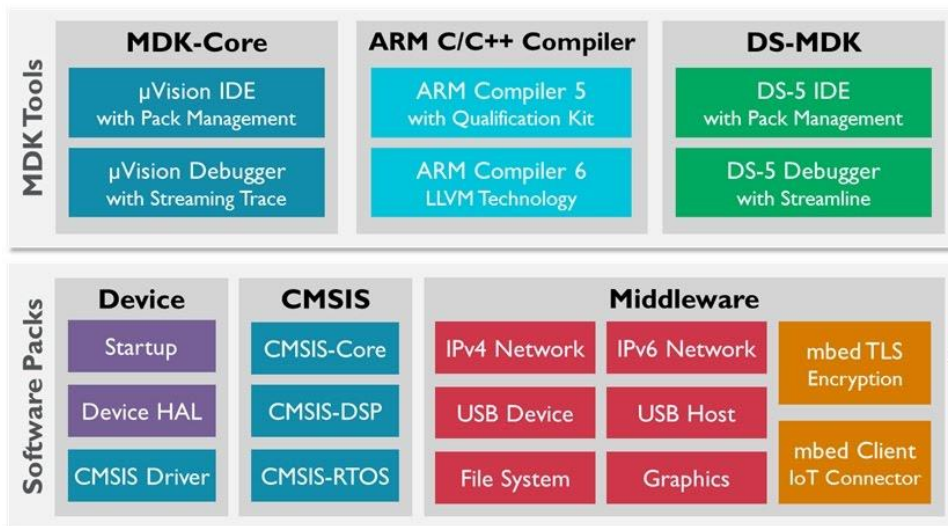 MDK Tools
MDK-Core
µVision IDE
with Pack Management
µVision Debugger
with Streaming Trace
ARM C/C++ Compiler
ARM Compiler 5
with Qualification Kit
ARM Compiler 6
LLVM Technology
DS-MDK
DS-5 IDE
with Pack Management
DS-5 Debugger
with Streamline
Software Packs
Device
Startup
Device HAL
CMSIS Driver
CMSIS
CMSIS-Core
CMSIS-DSP
CMSIS-RTOS
Middleware
IPv4 Network
IPv6 Network
USB Device
USB Host
File System
Graphics
mbed TLS
Encryption
mbed Client
IoT Connector